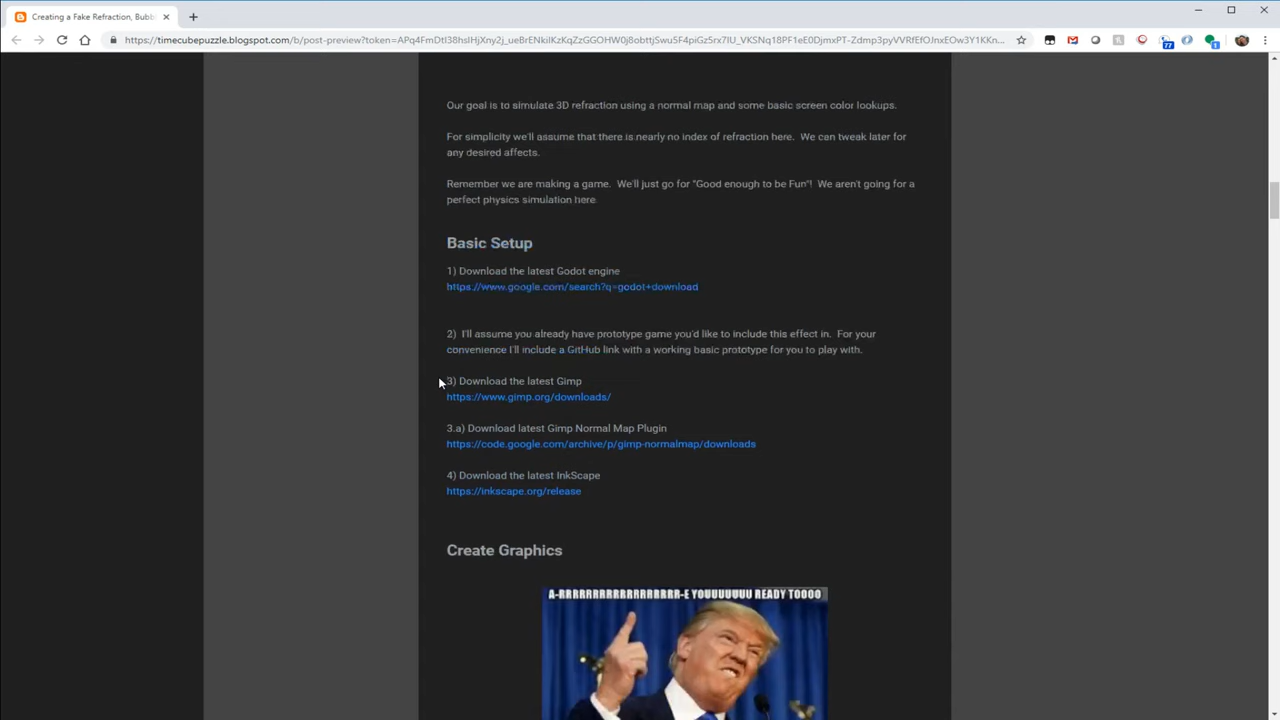 Creating a Fake Refraction, Bubb
https://timecubepuzzle.blogspot.com/b/post-preview?token=
Our goal is to simulate 3D refraction using a normal map and some basic screen color lookups.
For simplicity we'll assume that there is nearly no index of refraction here.  We can tweak later for
any desired affects.
Remember we are making a game.  We'll just go for "Good enough to be Fun"!  We aren't going for a
perfect physics simulation here.
Basic Setup
1) Download the latest Godot engine
https://www.google.com/search?q=godot+download
2)  I'll assume you already have prototype game you'd like to include this effect in.  For your
convenience I'll include a GitHub link with a working basic prototype for you to play with.
3) Download the latest Gimp
https://www.gimp.org/downloads/
3.a) Download latest Gimp Normal Map Plugin
https://code.google.com/archive/p/gimp-normalmap/downloads
4) Download the latest InkScape
https://inkscape.org/release
Create Graphics
A-RRRRRRRRRRRRRRRRR-E YOUUUUUUU READY TOOOO